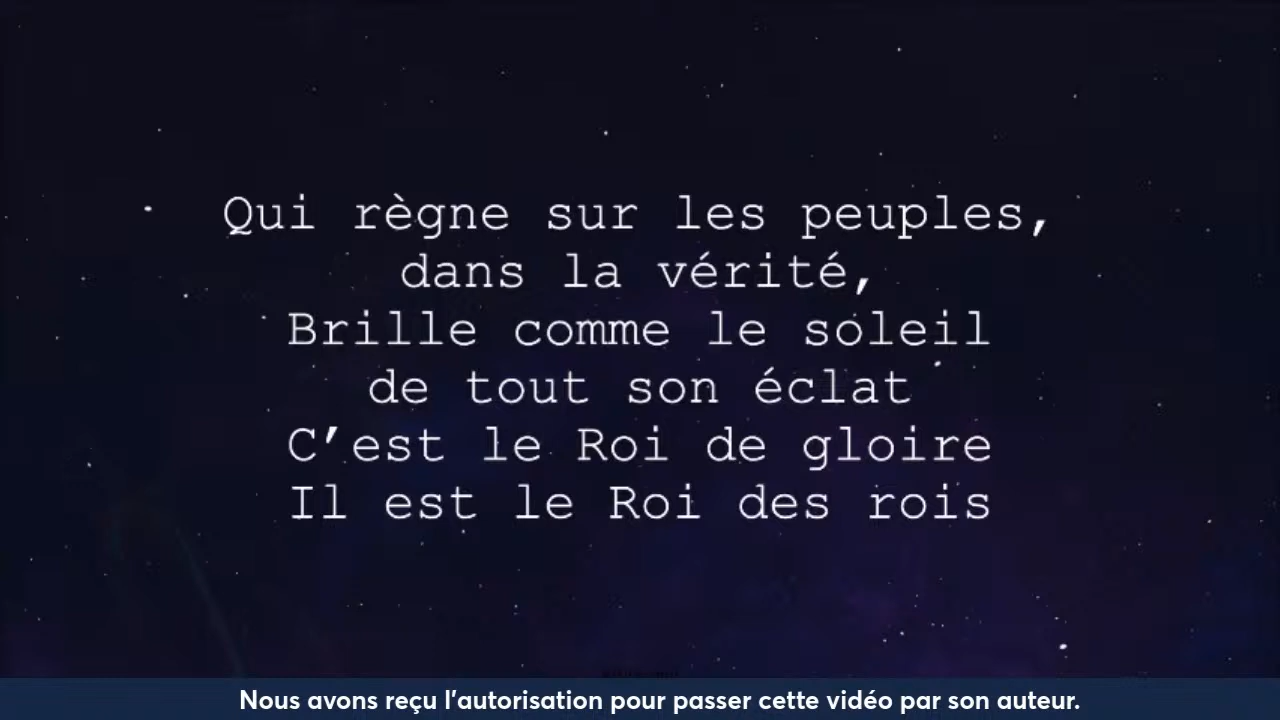 Qui règne sur les peuples,
dans la vérité,
Brille comme le soleil
de tout son éclat
C’est le Roi de gloire
Il est le Roi des rois
Nous avons reçu l'autorisation pour passer cette vidéo par son auteur.